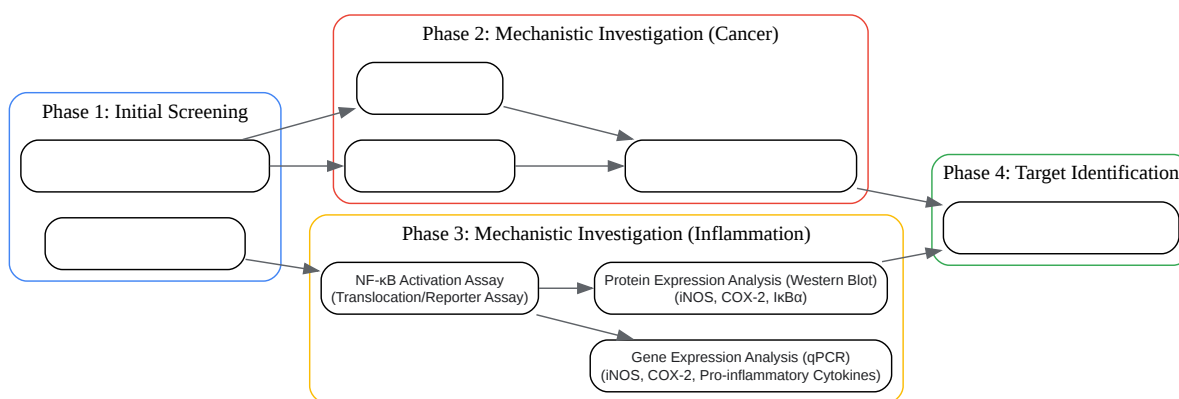 Phase 2: Mechanistic Investigation (Cancer)
Phase 1: Initial Screening
Phase 4: Target Identification
Phase 3: Mechanistic Investigation (Inflammation)
NF-κB Activation Assay
(Translocation/Reporter Assay)
Protein Expression Analysis (Western Blot)
(iNOS, COX-2, IκBα)
Gene Expression Analysis (qPCR)
(iNOS, COX-2, Pro-inflammatory Cytokines)